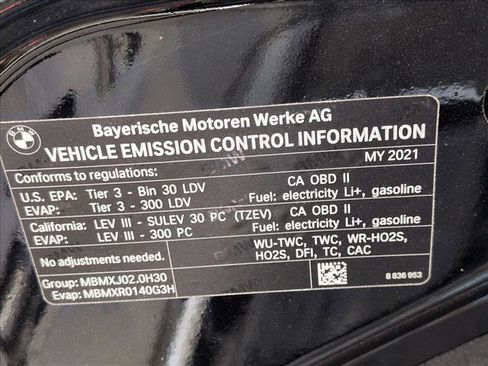 BMW
Bayerische Motoren Werke AG
VEHICLE EMISSION CONTROL INFORMATION
Conforms to regulations: MY 2021
U.S. EPA: Tier 3 - Bin 30 LDV CA OBD II
EVAP: Tier 3 - 300 LDV Fuel: electricity Li+, gasoline
California: LEV III - SULEV 30 PC (TZEV) CA OBD II
EVAP: LEV III - 300 PC Fuel: electricity Li+, gasoline
No adjustments needed. WU-TWC, TWC, WR-HO2S,
HO2S, DFI, TC, CAC
Group: MBMXJ02.0H30
Evap: MBMXR0140G3H 8 836 953